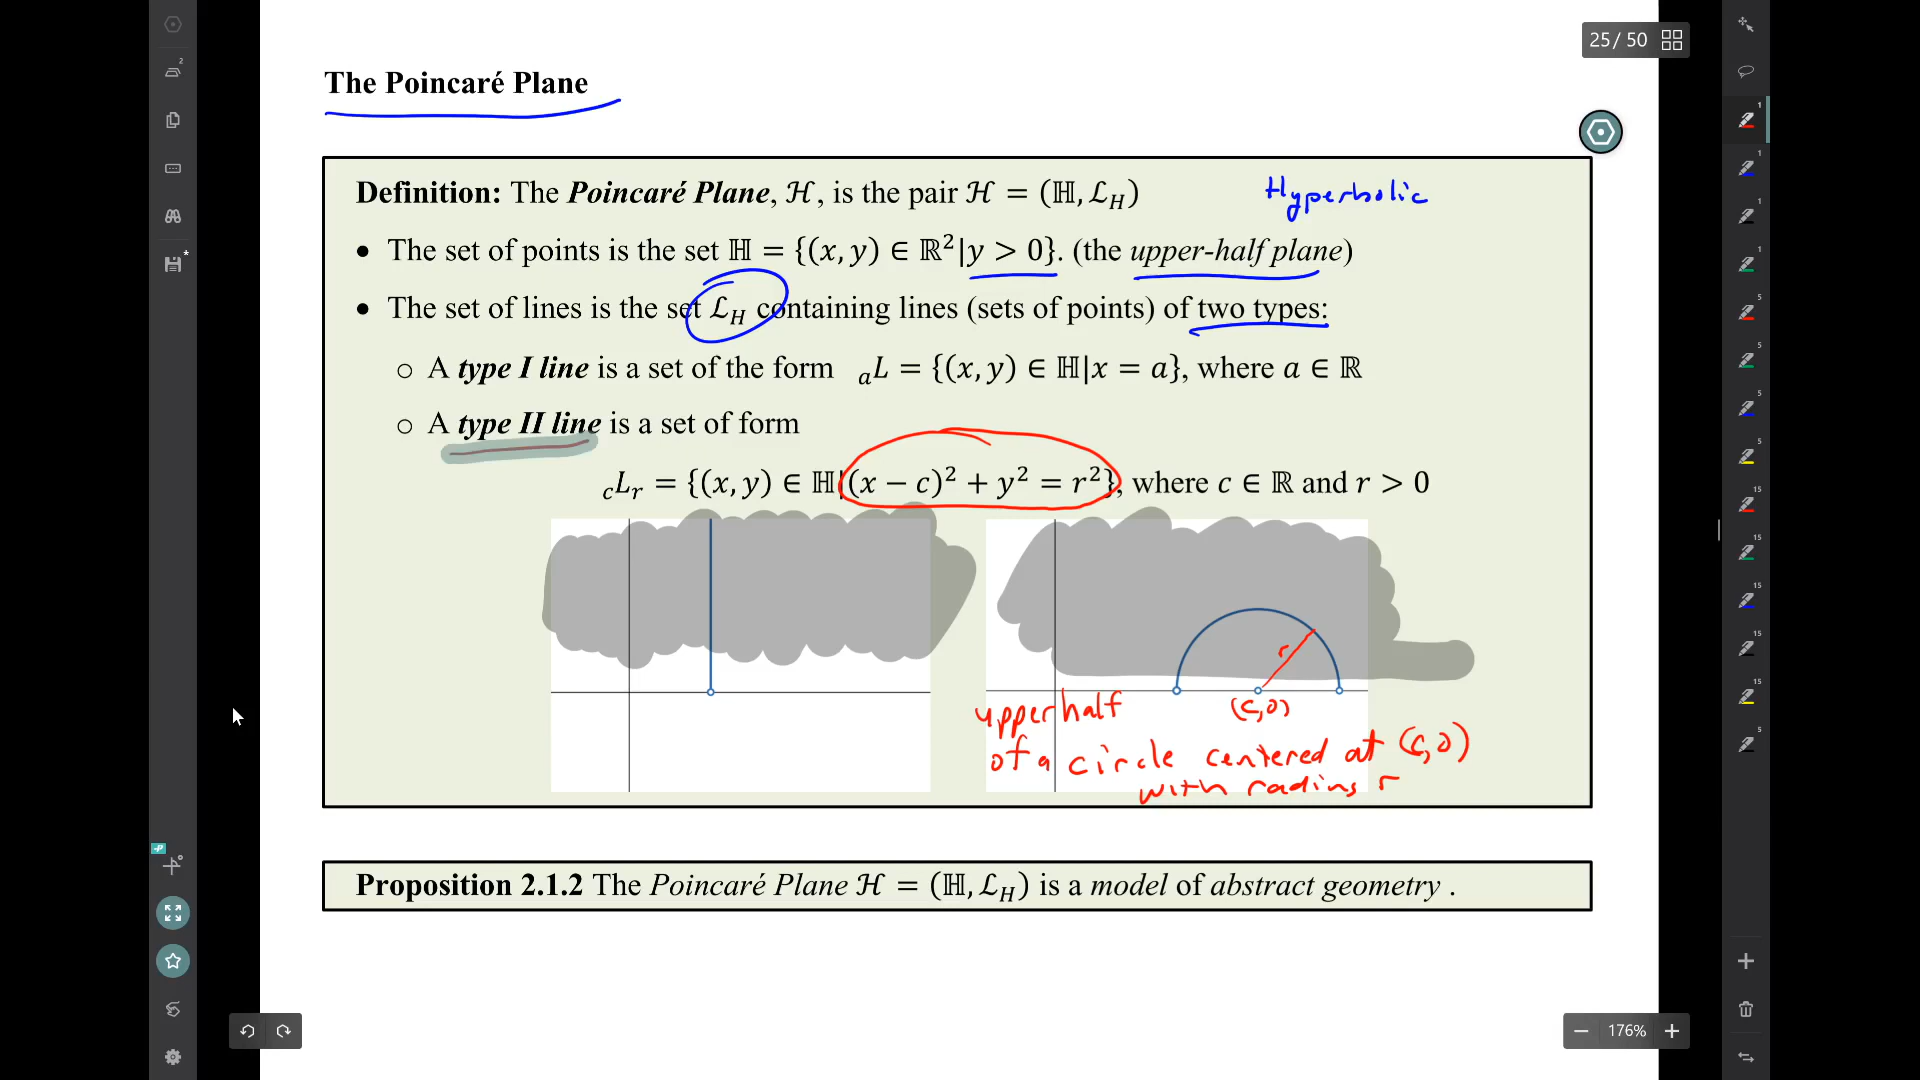 25/ 50
The Poincaré Plane
Definition: The Poincaré Plane, ℋ, is the pair ℋ = (ℍ, ℒ_H)
Hyperbolic
• The set of points is the set ℍ = {(x, y) ∈ ℝ²|y > 0}. (the upper-half plane)
• The set of lines is the set ℒ_H containing lines (sets of points) of two types:
○ A type I line is a set of the form ₐL = {(x, y) ∈ ℍ|x = a}, where a ∈ ℝ
○ A type II line is a set of form
_cL_r = {(x, y) ∈ ℍ|(x − c)² + y² = r²}, where c ∈ ℝ and r > 0
r
(c,0)
upper half
of a circle centered at (c,0)
with radius r
Proposition 2.1.2 The Poincaré Plane ℋ = (ℍ, ℒ_H) is a model of abstract geometry .
176%